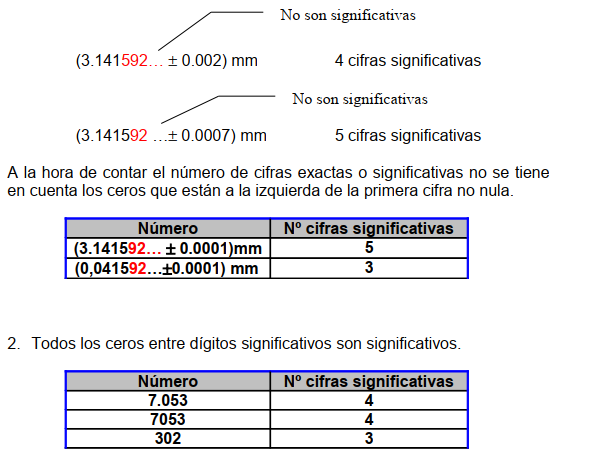 No son significativas
(3.141592… ± 0.002) mm 4 cifras significativas
No son significativas
(3.141592 …± 0.0007) mm 5 cifras significativas
A la hora de contar el número de cifras exactas o significativas no se tiene
en cuenta los ceros que están a la izquierda de la primera cifra no nula.
Número Nº cifras significativas
(3.141592… ± 0.0001)mm 5
(0,041592…±0.0001) mm 3
2. Todos los ceros entre dígitos significativos son significativos.
Número Nº cifras significativas
7.053 4
7053 4
302 3